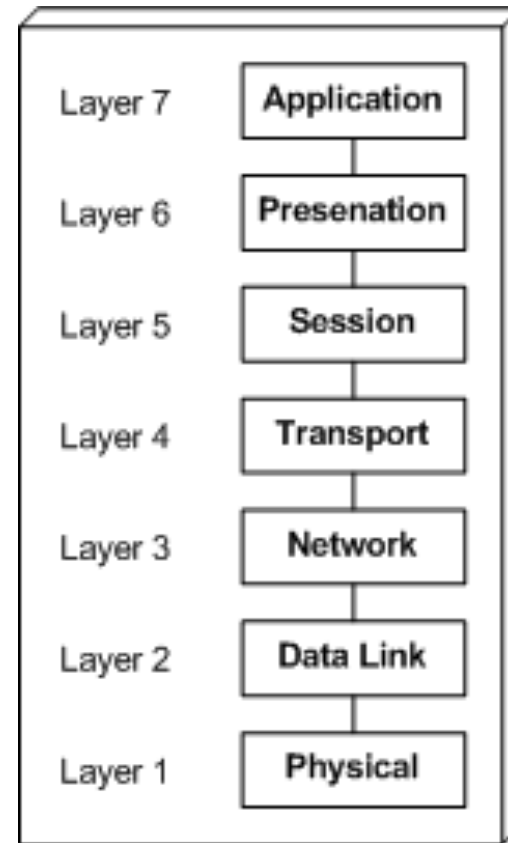 Layer 7 Application
Layer 6 Presenation
Layer 5 Session
Layer 4 Transport
Layer 3 Network
Layer 2 Data Link
Layer 1 Physical